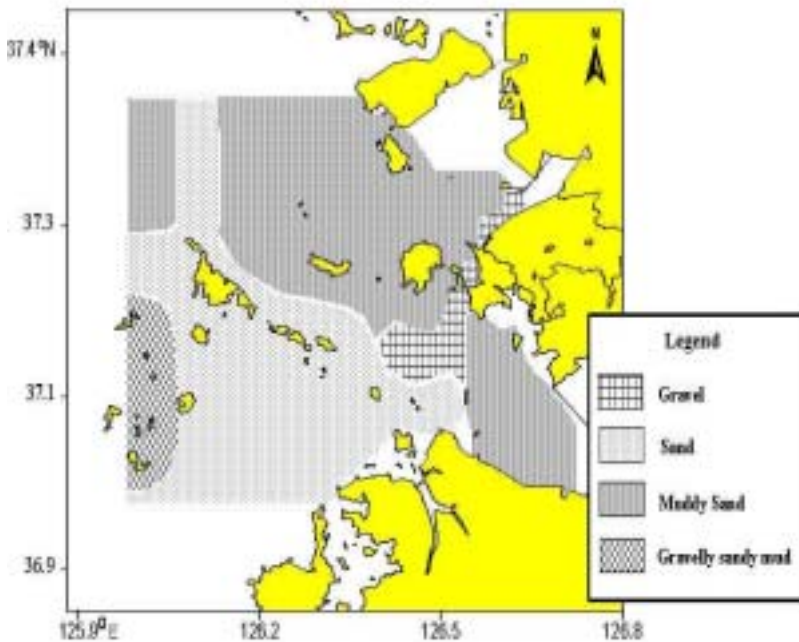 37.4°N
N
37.3
37.1
36.9
125.9°E
126.2
126.5
126.8
Legend
Gravel
Sand
Muddy Sand
Gravelly sandy mud